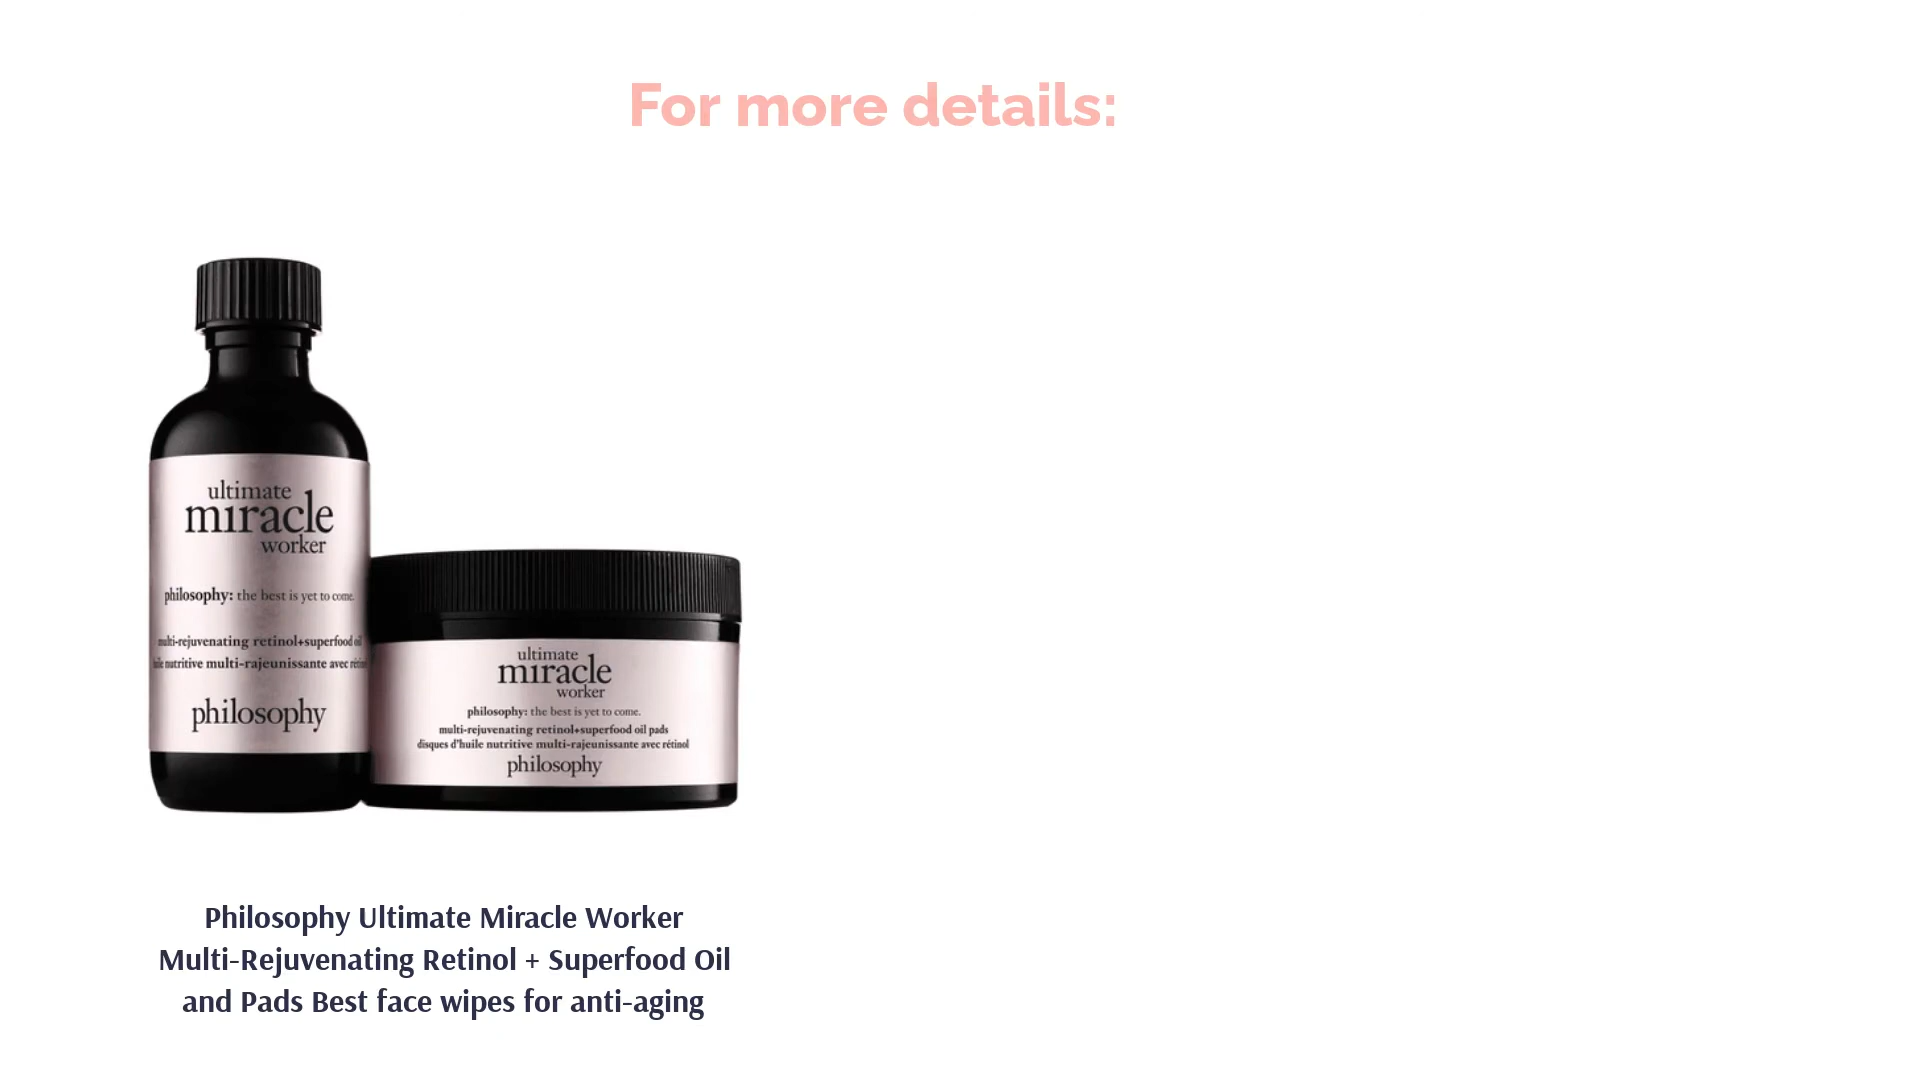 For more details:
ultimate
miracle
worker
philosophy: the best is yet to come.
multi-rejuvenating retinol+superfood oil
nutritive multi-rajeunissante avec
philosophy
ultimate
miracle
worker
philosophy: the best is yet to come.
multi-rejuvenating retinol+superfood oil pads
disques d'huile nutritive multi-rajeunissante avec rétinol
philosophy
Philosophy Ultimate Miracle Worker
Multi-Rejuvenating Retinol + Superfood Oil
and Pads Best face wipes for anti-aging